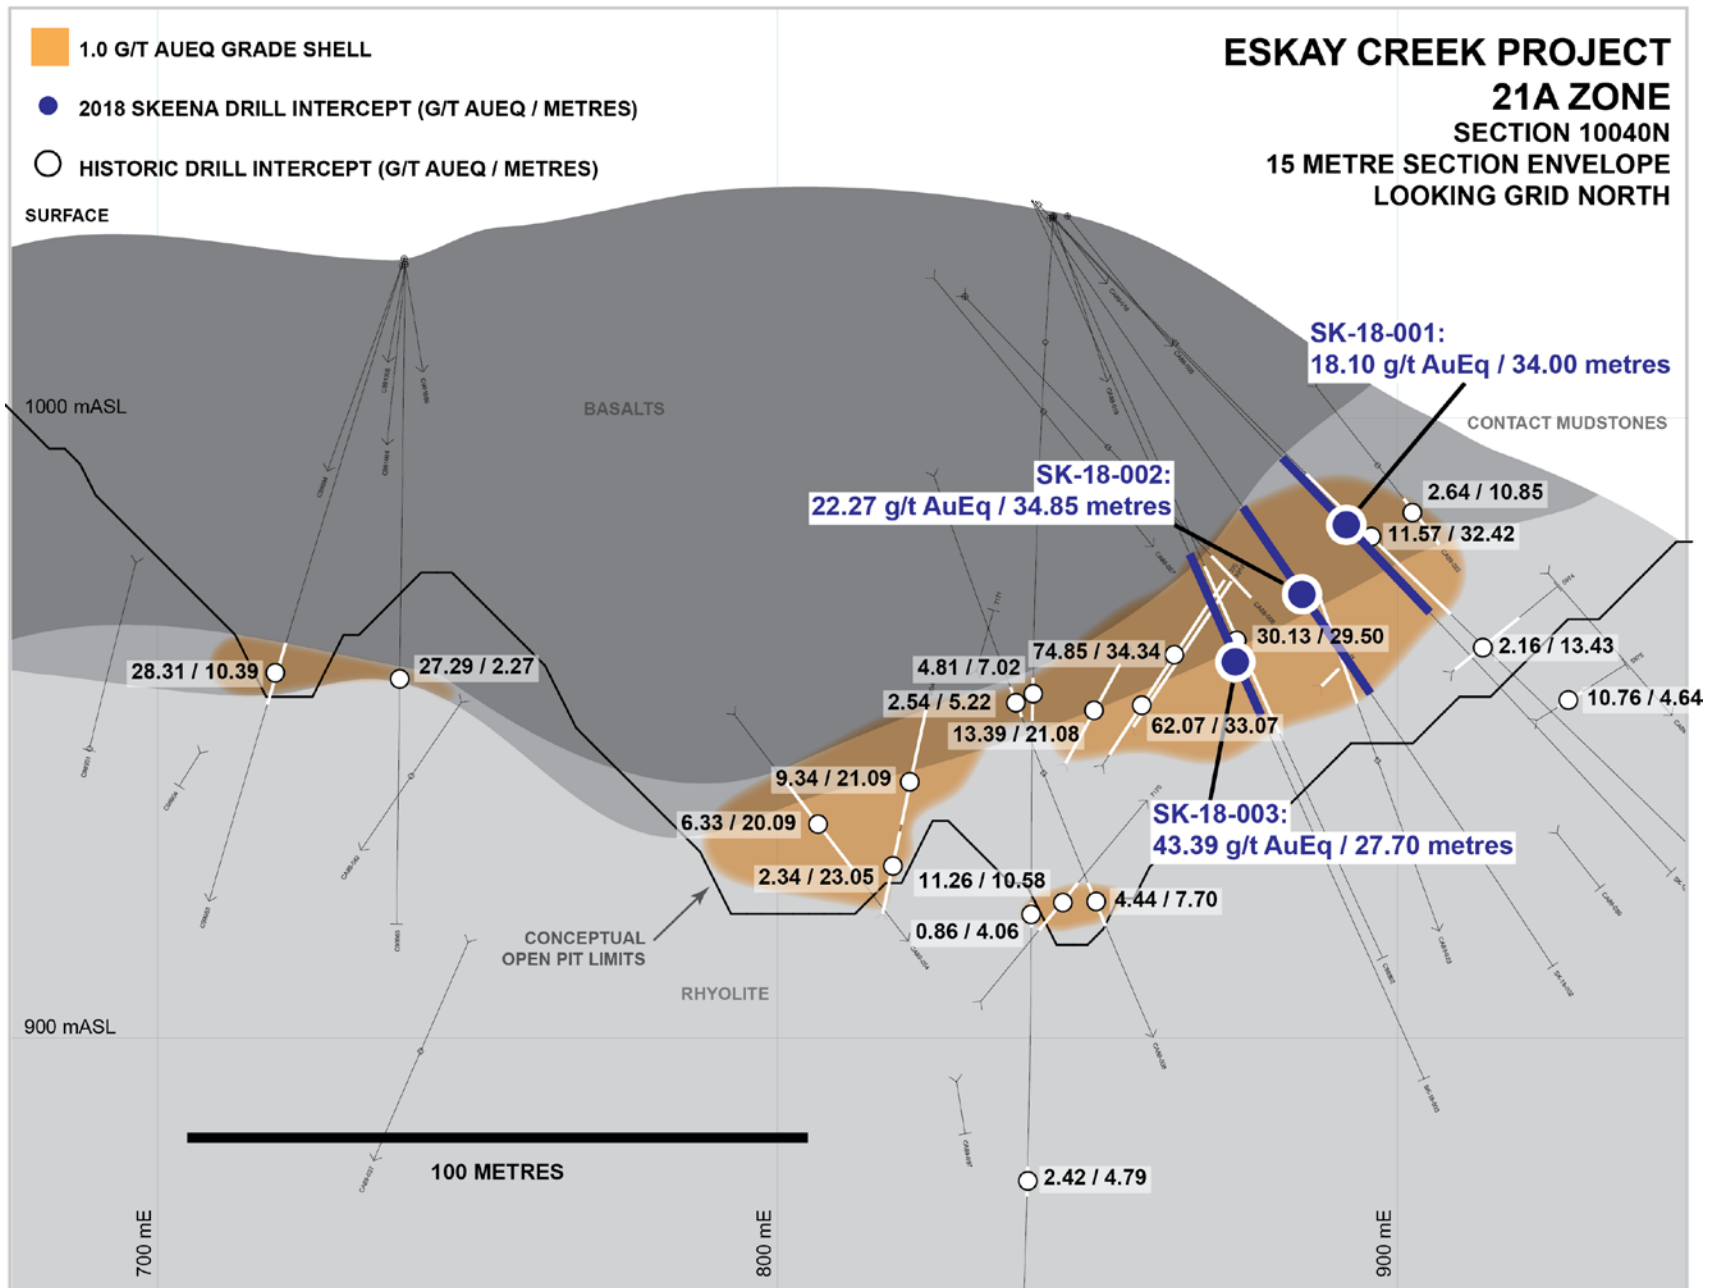 1.0 G/T AUEQ GRADE SHELL
2018 SKEENA DRILL INTERCEPT (G/T AUEQ / METRES)
HISTORIC DRILL INTERCEPT (G/T AUEQ / METRES)
ESKAY CREEK PROJECT
21A ZONE
SECTION 10040N
15 METRE SECTION ENVELOPE
LOOKING GRID NORTH
SURFACE
SK-18-001:
18.10 g/t AuEq / 34.00 metres
1000 mASL
BASALTS
CONTACT MUDSTONES
SK-18-002:
22.27 g/t AuEq / 34.85 metres
2.64 / 10.85
11.57 / 32.42
30.13 / 29.50
2.16 / 13.43
74.85 / 34.34
4.81 / 7.02
28.31 / 10.39
27.29 / 2.27
2.54 / 5.22
10.76 / 4.64
62.07 / 33.07
13.39 / 21.08
9.34 / 21.09
6.33 / 20.09
SK-18-003:
43.39 g/t AuEq / 27.70 metres
2.34 / 23.05
11.26 / 10.58
4.44 / 7.70
0.86 / 4.06
CONCEPTUAL
OPEN PIT LIMITS
RHYOLITE
900 mASL
100 METRES
2.42 / 4.79
700 mE
800 mE
900 mE